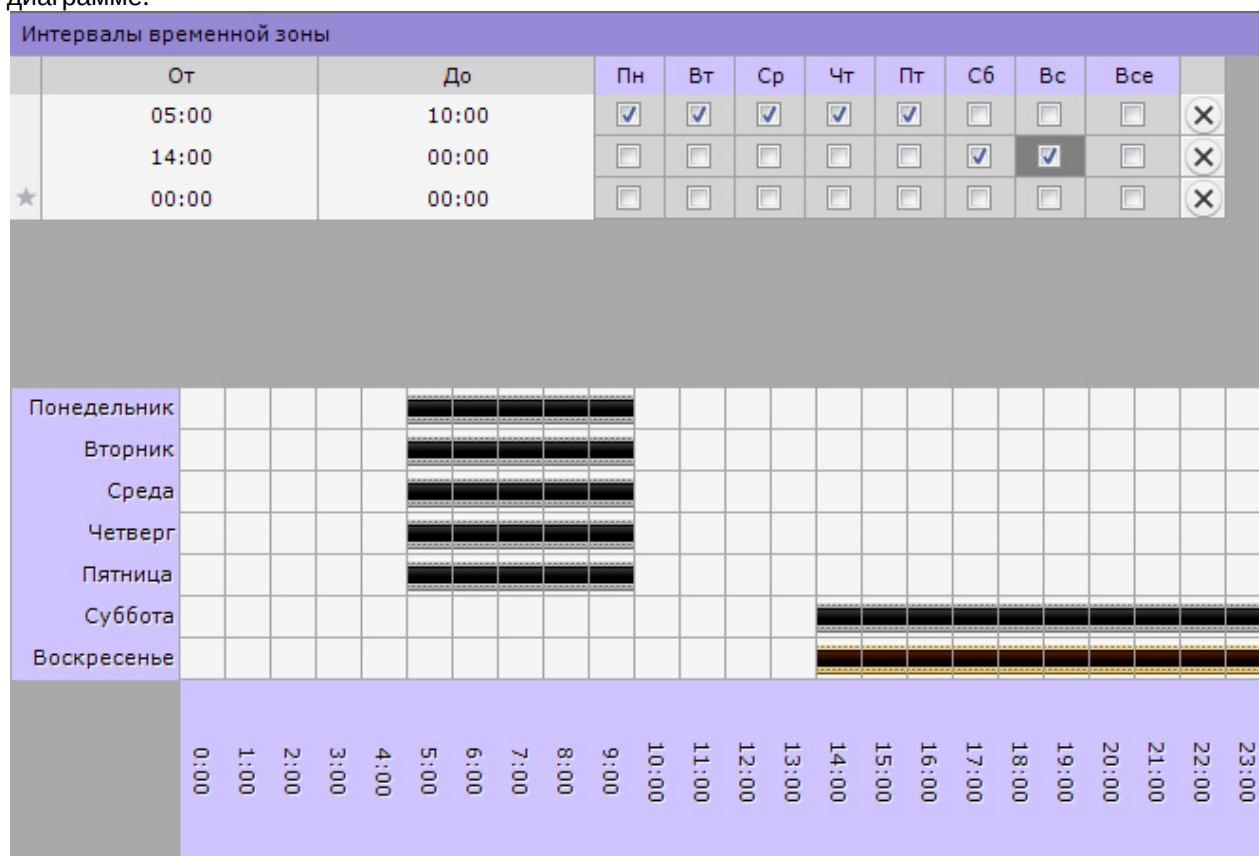 диаграмме.
Интервалы временной зоны
От До Пн Вт Ср Чт Пт Сб Вс Все
05:00 10:00
14:00 00:00
00:00 00:00
Понедельник
Вторник
Среда
Четверг
Пятница
Суббота
Воскресенье
0:00 1:00 2:00 3:00 4:00 5:00 6:00 7:00 8:00 9:00 10:00 11:00 12:00 13:00 14:00 15:00 16:00 17:00 18:00 19:00 20:00 21:00 22:00 23:00